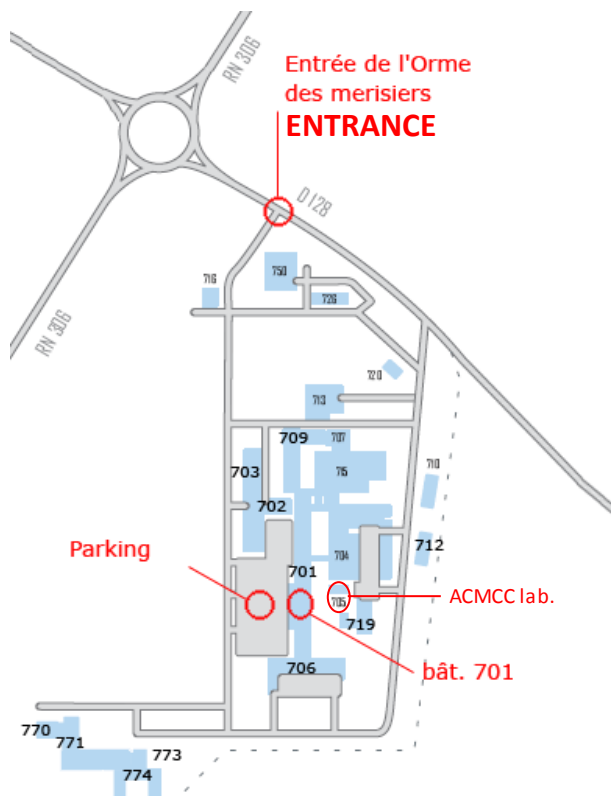 RN 306
Entrée de l'Orme
des merisiers
ENTRANCE
D128
750
716
726
RN 306
720
713
709
707
703
715
710
702
712
Parking
704
701
705
ACMCC lab.
719
706
bât. 701
770
771
773
774